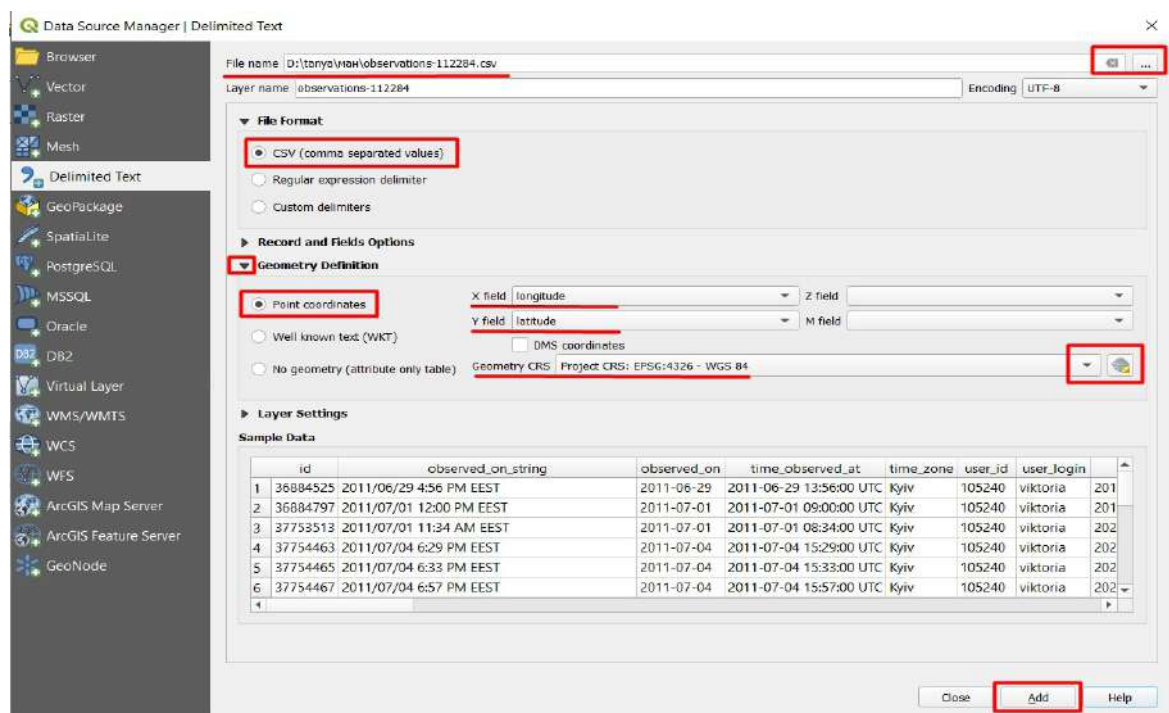 Data Source Manager | Delimited Text
Browser
Vector
Raster
Mesh
Delimited Text
GeoPackage
SpatiaLite
PostgreSQL
MSSQL
Oracle
DB2
Virtual Layer
WMS/WMTS
WCS
WFS
ArcGIS Map Server
ArcGIS Feature Server
GeoNode
File name D:\tanya\ман\observations-112284.csv ...
Layer name observations-112284 Encoding UTF-8
File Format
CSV (comma separated values)
Regular expression delimiter
Custom delimiters
Record and Fields Options
Geometry Definition
Point coordinates
Well known text (WKT)
No geometry (attribute only table)
X field longitude Z field
Y field latitude M field
DMS coordinates
Geometry CRS Project CRS: EPSG:4326 - WGS 84
Layer Settings
Sample Data
id observed_on_string observed_on time_observed_at time_zone user_id user_login
1 36884525 2011/06/29 4:56 PM EEST 2011-06-29 2011-06-29 13:56:00 UTC Kyiv 105240 viktoria 201
2 36884797 2011/07/01 12:00 PM EEST 2011-07-01 2011-07-01 09:00:00 UTC Kyiv 105240 viktoria 201
3 37753513 2011/07/01 11:34 AM EEST 2011-07-01 2011-07-01 08:34:00 UTC Kyiv 105240 viktoria 202
4 37754463 2011/07/04 6:29 PM EEST 2011-07-04 2011-07-04 15:29:00 UTC Kyiv 105240 viktoria 202
5 37754465 2011/07/04 6:33 PM EEST 2011-07-04 2011-07-04 15:33:00 UTC Kyiv 105240 viktoria 202
6 37754467 2011/07/04 6:57 PM EEST 2011-07-04 2011-07-04 15:57:00 UTC Kyiv 105240 viktoria 202
Close Add Help